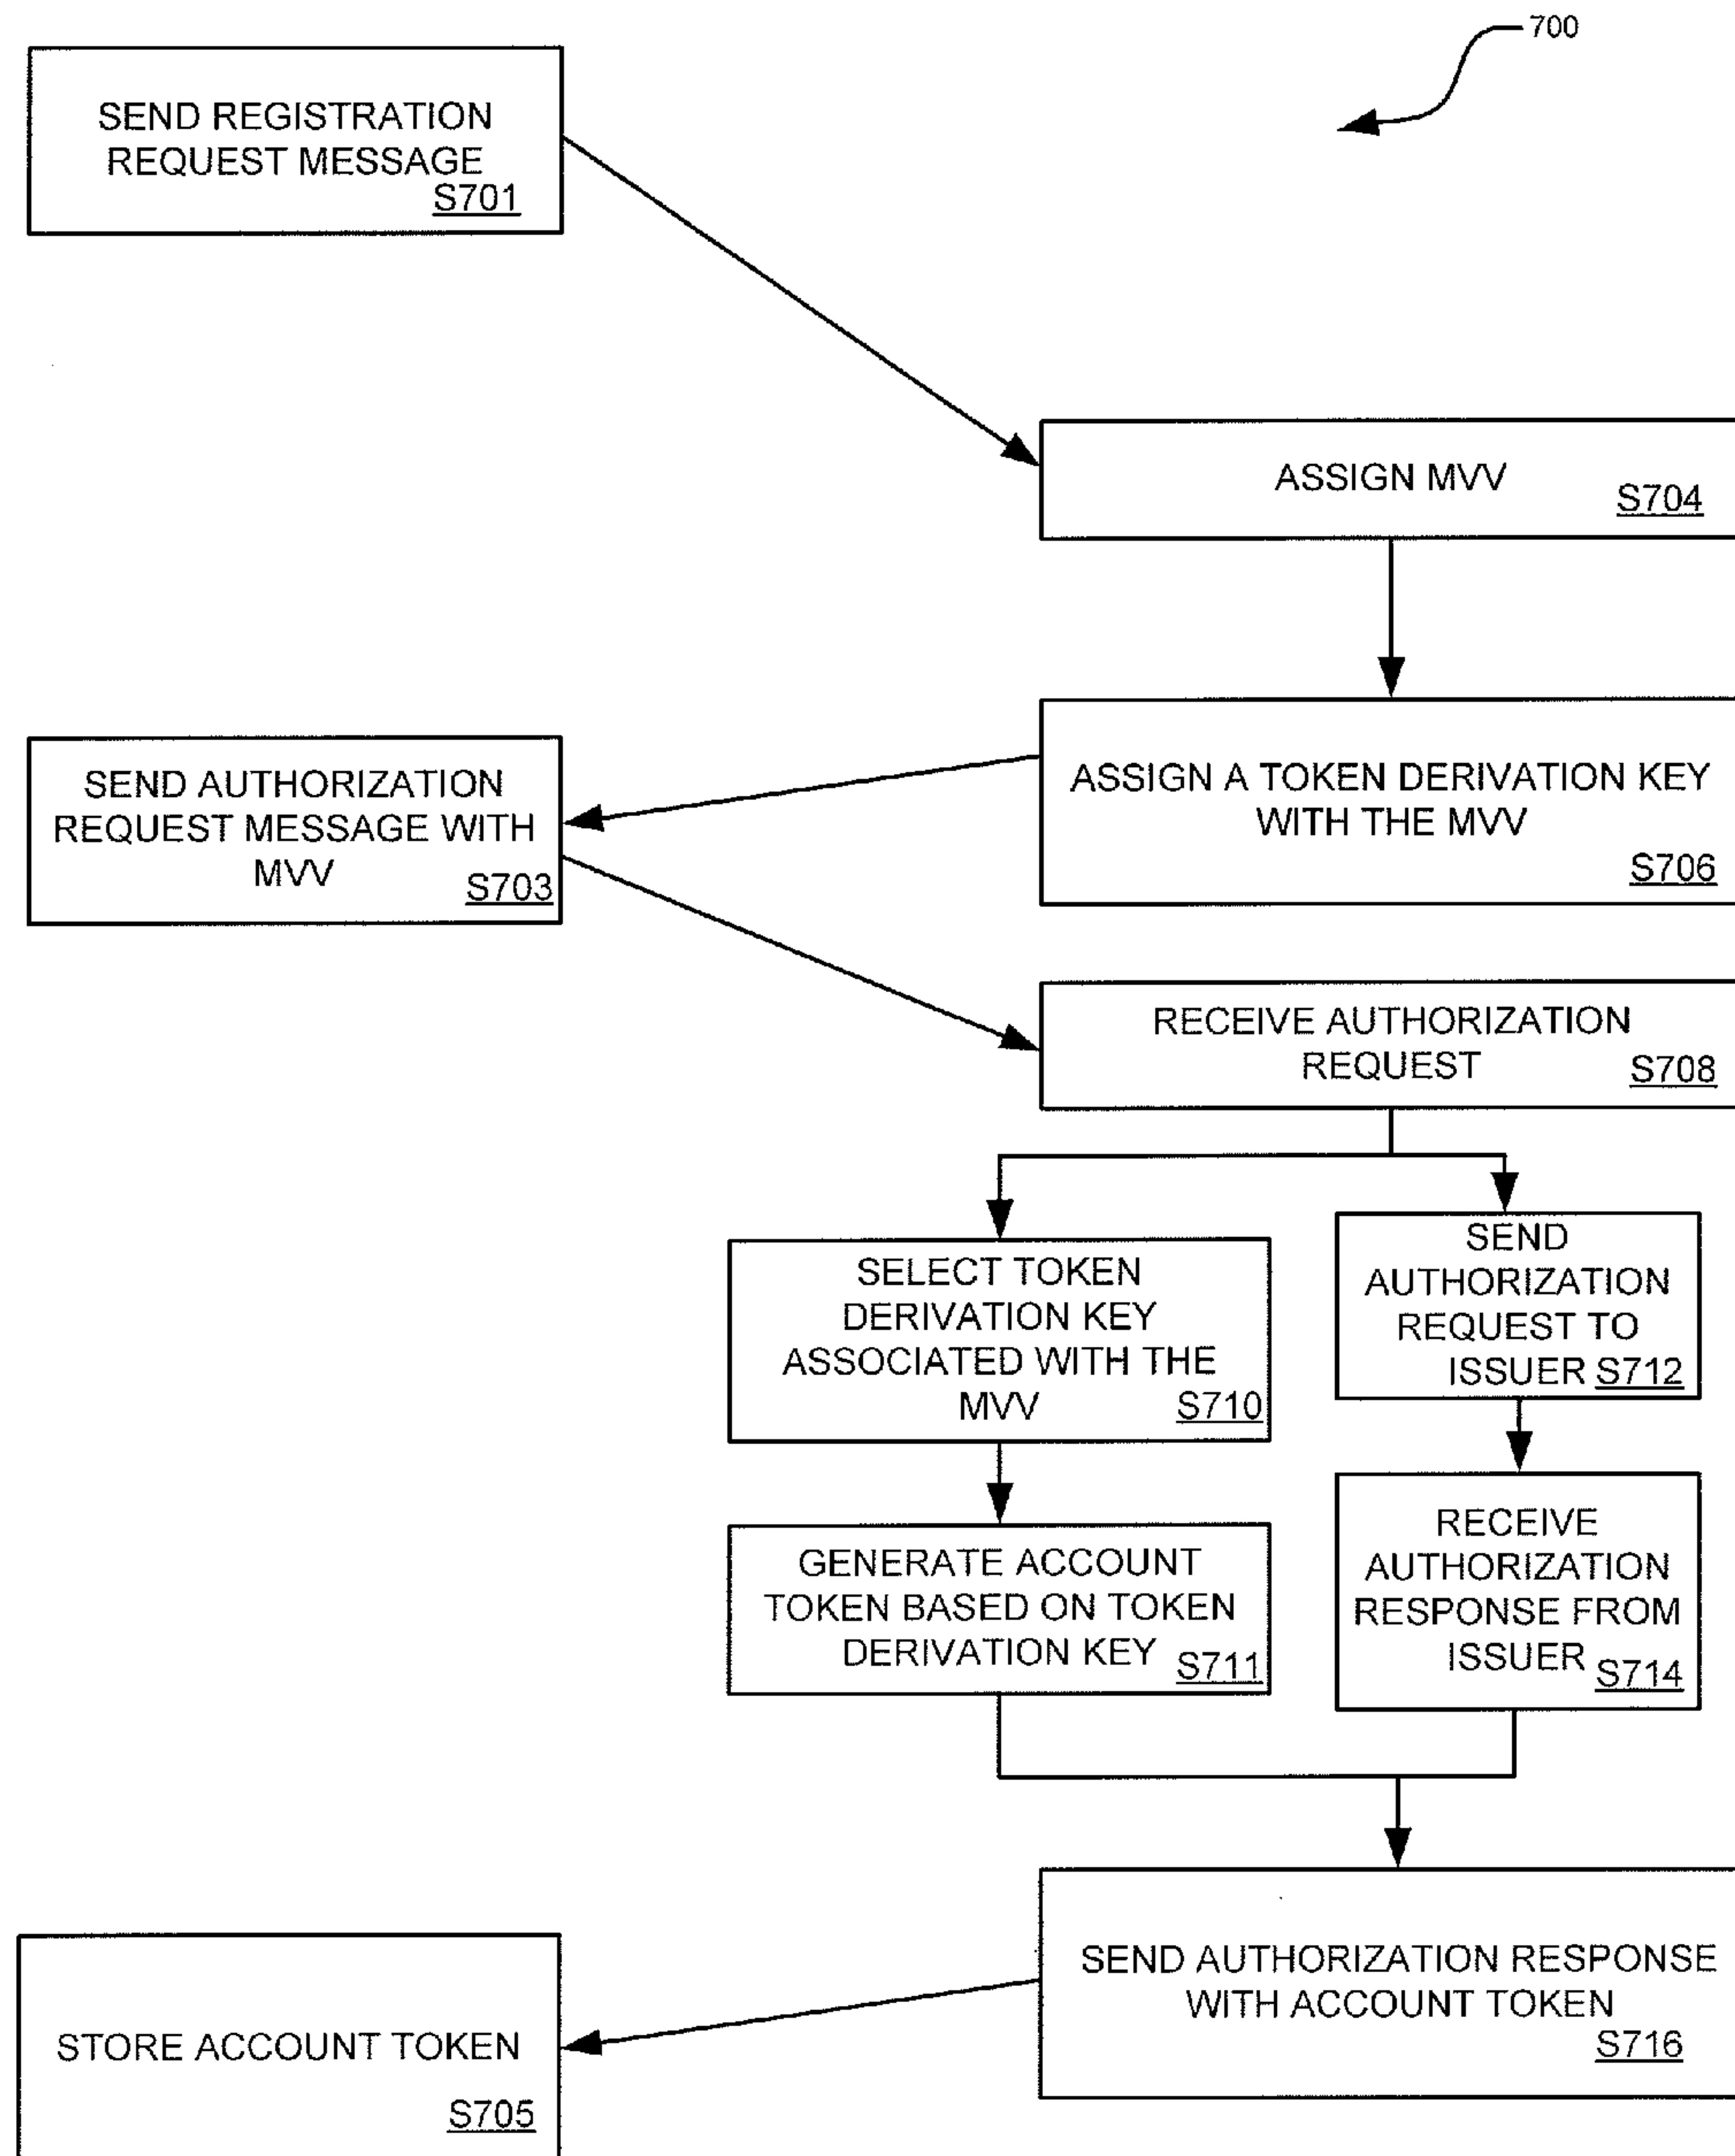 700
SEND REGISTRATION
REQUEST MESSAGE
S701
ASSIGN MVV
S704
ASSIGN A TOKEN DERIVATION KEY
WITH THE MVV
S706
SEND AUTHORIZATION
REQUEST MESSAGE WITH
MVV
S703
RECEIVE AUTHORIZATION
REQUEST
S708
SELECT TOKEN
DERIVATION KEY
ASSOCIATED WITH THE
MVV
S710
SEND
AUTHORIZATION
REQUEST TO
ISSUER S712
GENERATE ACCOUNT
TOKEN BASED ON TOKEN
DERIVATION KEY
S711
RECEIVE
AUTHORIZATION
RESPONSE FROM
ISSUER
S714
SEND AUTHORIZATION RESPONSE
WITH ACCOUNT TOKEN
S716
STORE ACCOUNT TOKEN
S705